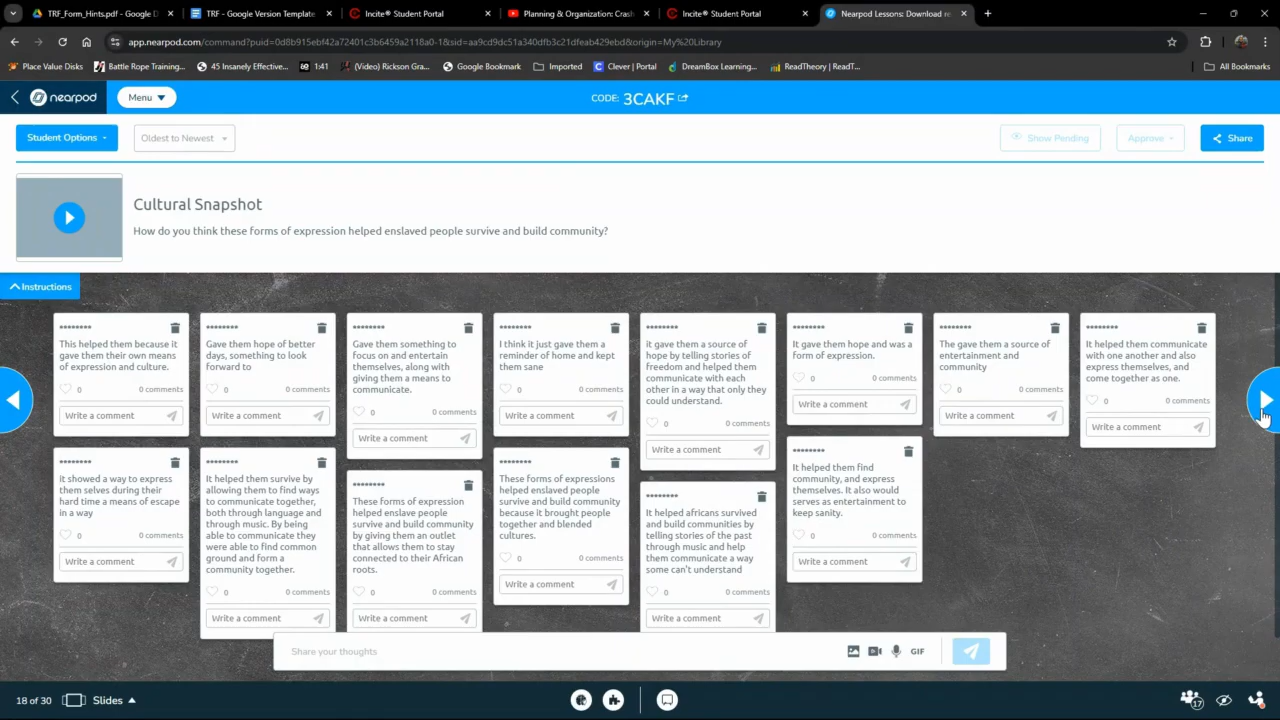 TRF_Form_Hints.pdf - Google D
TRF - Google Version Template
Incite® Student Portal
Planning & Organization: Crash
Incite® Student Portal
Nearpod Lessons: Download re
app.nearpod.com/command?puid=0d8b915ebf42a72401c3b6459a2118a0-1&sid=aa9cd9dc51a340dfb3c21dfeab429ebd&origin=My%20Library
Place Value Disks
Battle Rope Training...
45 Insanely Effective...
1:41
(Video) Rickson Gra...
Google Bookmark
Imported
Clever | Portal
DreamBox Learning...
ReadTheory | ReadT...
All Bookmarks
nearpod
Menu
CODE: 3CAKF
Student Options
Oldest to Newest
Show Pending
Approve
Share
Cultural Snapshot
How do you think these forms of expression helped enslaved people survive and build community?
Instructions
********
This helped them because it
gave them their own means
of expression and culture.
0
0 comments
Write a comment
********
Gave them hope of better
days, something to look
forward to
0
0 comments
Write a comment
********
Gave them something to
focus on and entertain
themselves, along with
giving them a means to
communicate.
0
0 comments
Write a comment
********
I think it just gave them a
reminder of home and kept
them sane
0
0 comments
Write a comment
********
it gave them a source of
hope by telling stories of
freedom and helped them
communicate with each
other in a way that only they
could understand.
0
0 comments
Write a comment
********
It gave them hope and was a
form of expression.
0
0 comments
Write a comment
********
The gave them a source of
entertainment and
community
0
0 comments
Write a comment
********
It helped them communicate
with one another and also
express themselves, and
come together as one.
0
0 comments
Write a comment
********
it showed a way to express
them selves during their
hard time a means of escape
in a way
0
0 comments
Write a comment
********
It helped them survive by
allowing them to find ways
to communicate together,
both through language and
through music. By being
able to communicate they
were able to find common
ground and form a
community together.
0
0 comments
Write a comment
********
These forms of expression
helped enslave people
survive and build community
by giving them an outlet
that allows them to stay
connected to their African
roots.
0
0 comments
Write a comment
********
These forms of expressions
helped enslaved people
survive and build community
because it brought people
together and blended
cultures.
0
0 comments
Write a comment
********
It helped africans survived
and build communities by
telling stories of the past
through music and help
them communicate a way
some can't understand
0
0 comments
Write a comment
********
It helped them find
community, and express
themselves. It also would
serves as entertainment to
keep sanity.
0
0 comments
Write a comment
Share your thoughts
GIF
18 of 30
Slides
17